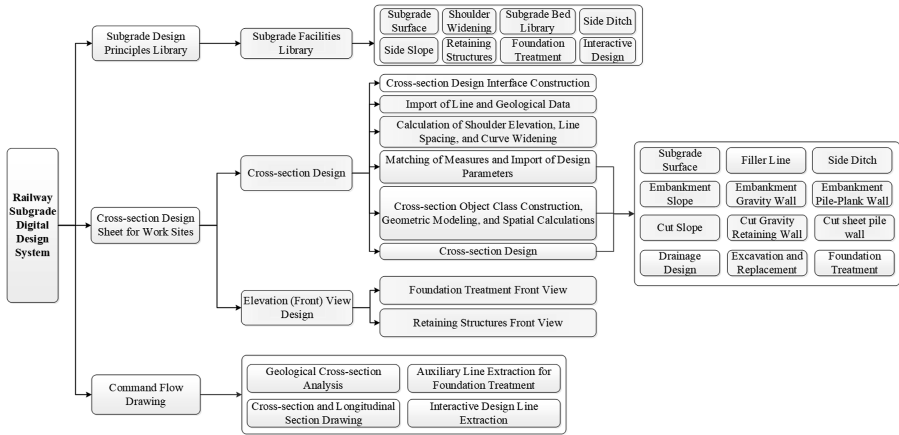 Railway
Subgrade
Digital
Design
System
Subgrade Design
Principles Library
Subgrade Facilities
Library
Subgrade
Surface
Shoulder
Widening
Subgrade Bed
Library
Side Ditch
Side Slope
Retaining
Structures
Foundation
Treatment
Interactive
Design
Cross-section Design
Sheet for Work Sites
Cross-section Design
Cross-section Design Interface Construction
Import of Line and Geological Data
Calculation of Shoulder Elevation, Line
Spacing, and Curve Widening
Matching of Measures and Import of Design
Parameters
Cross-section Object Class Construction,
Geometric Modeling, and Spatial Calculations
Cross-section Design
Subgrade
Surface
Filler Line
Side Ditch
Embankment
Slope
Embankment
Gravity Wall
Embankment
Pile-Plank Wall
Cut Slope
Cut Gravity
Retaining Wall
Cut sheet pile
wall
Drainage
Design
Excavation and
Replacement
Foundation
Treatment
Elevation (Front) View
Design
Foundation Treatment Front View
Retaining Structures Front View
Command Flow
Drawing
Geological Cross-section
Analysis
Auxiliary Line Extraction for
Foundation Treatment
Cross-section and Longitudinal
Section Drawing
Interactive Design Line
Extraction